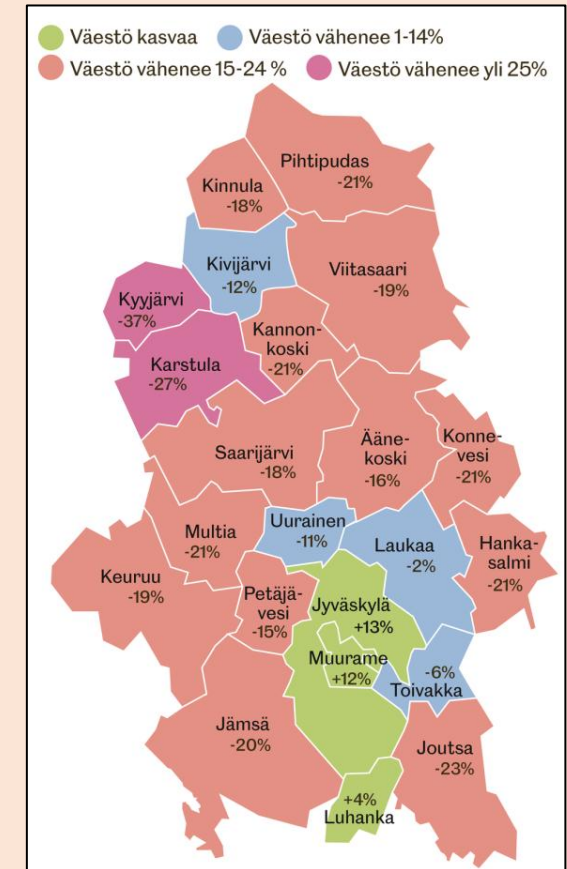 Väestö kasvaa
Väestö vähenee 1-14%
Väestö vähenee 15-24 %
Väestö vähenee yli 25%
Pihtipudas
-21%
Kinnula
-18%
Kivijärvi
-12%
Viitasaari
-19%
Kyyjärvi
-37%
Kannon-
koski
-21%
Karstula
-27%
Saarijärvi
-18%
Ääne-
koski
-16%
Konne-
vesi
-21%
Multia
-21%
Uurainen
-11%
Laukaa
-2%
Hanka-
salmi
-21%
Keuruu
-19%
Petäjä-
vesi
-15%
Jyväskylä
+13%
Muurame
+12%
-6%
Toivakka
Jämsä
-20%
Joutsa
-23%
+4%
Luhanka